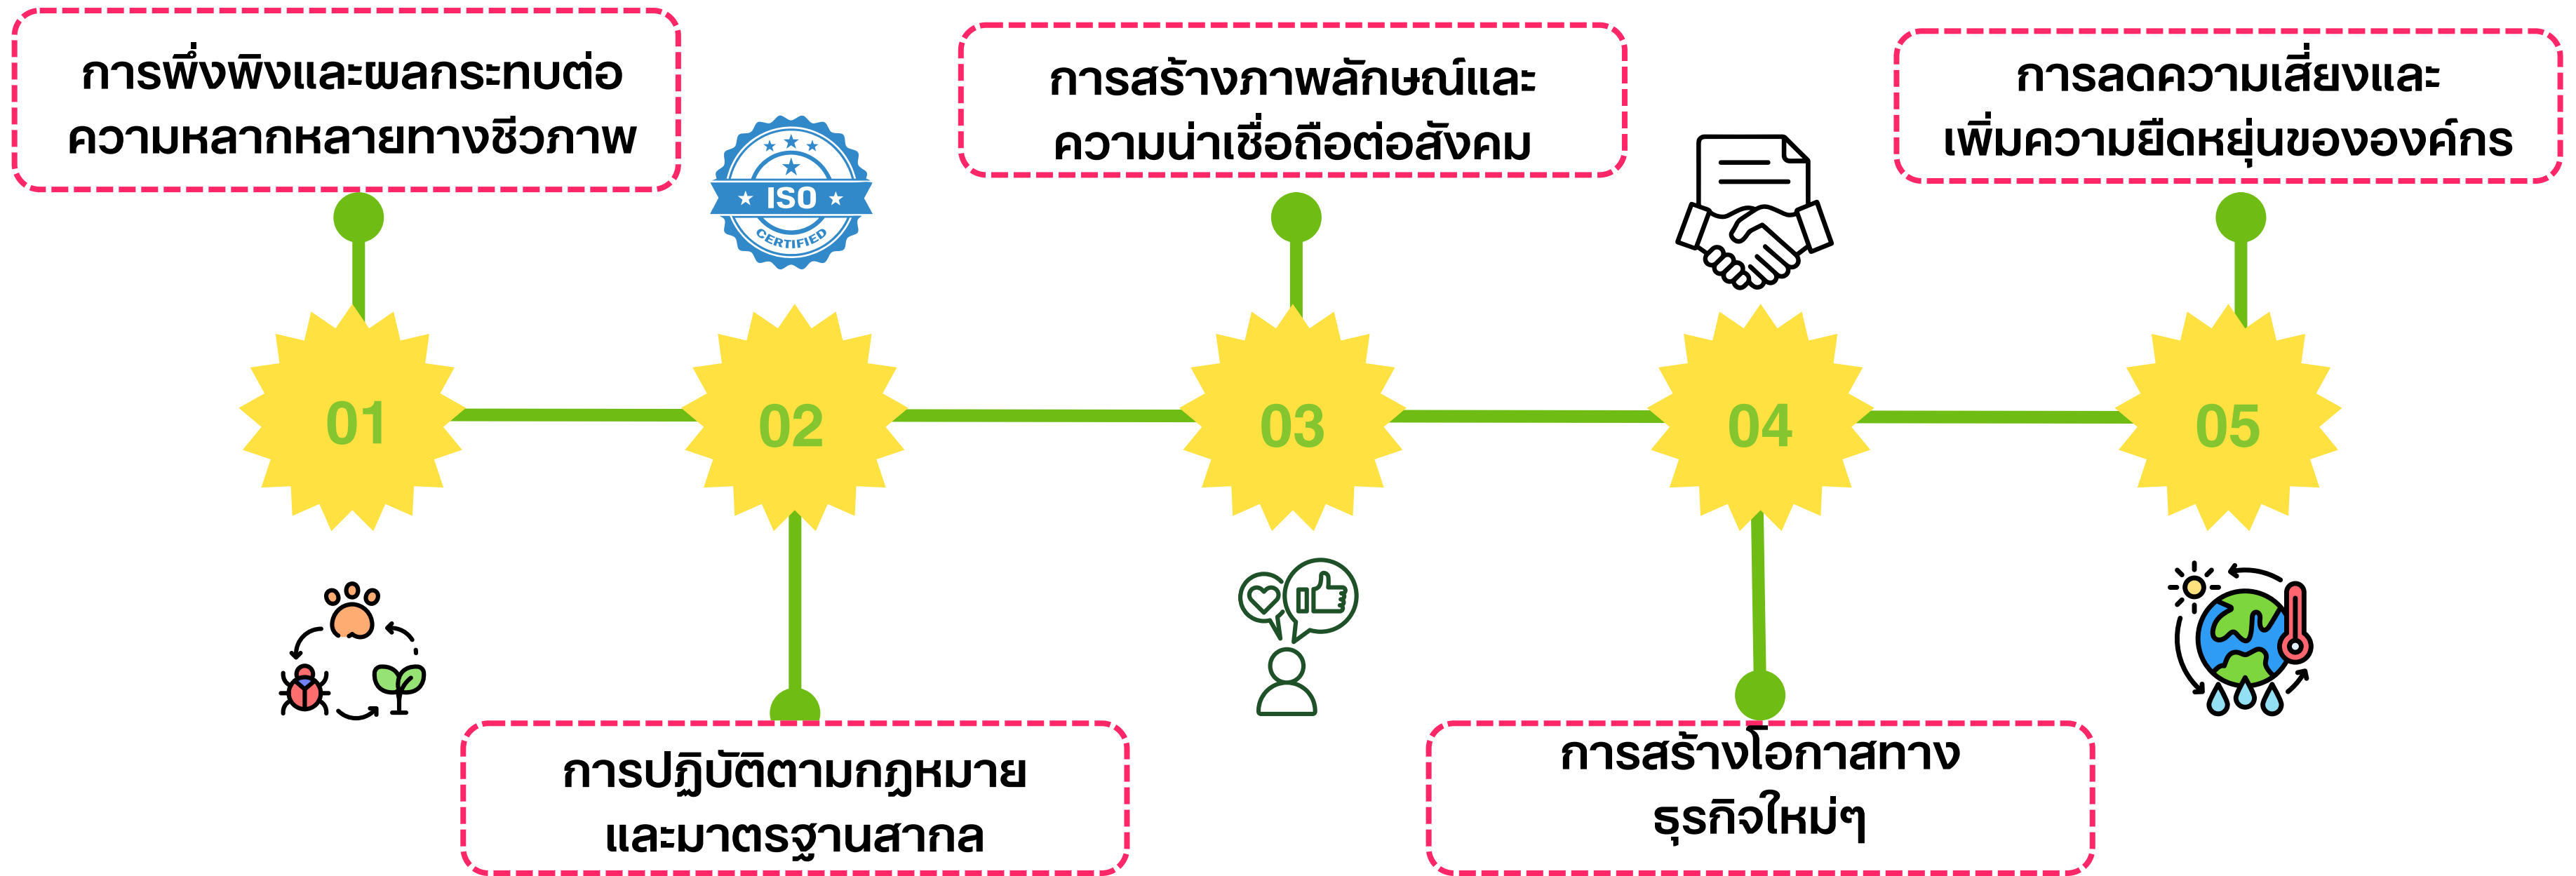 การพึ่งพิงและผลกระทบต่อ
ความหลากหลายทางชีวภาพ
01
ISO
CERTIFIED
02
การปฏิบัติตามกฎหมาย
และมาตรฐานสากล
การสร้างภาพลักษณ์และ
ความน่าเชื่อถือต่อสังคม
03
04
การสร้างโอกาสทาง
ธุรกิจใหม่ๆ
การลดความเสี่ยงและ
เพิ่มความยืดหยุ่นขององค์กร
05